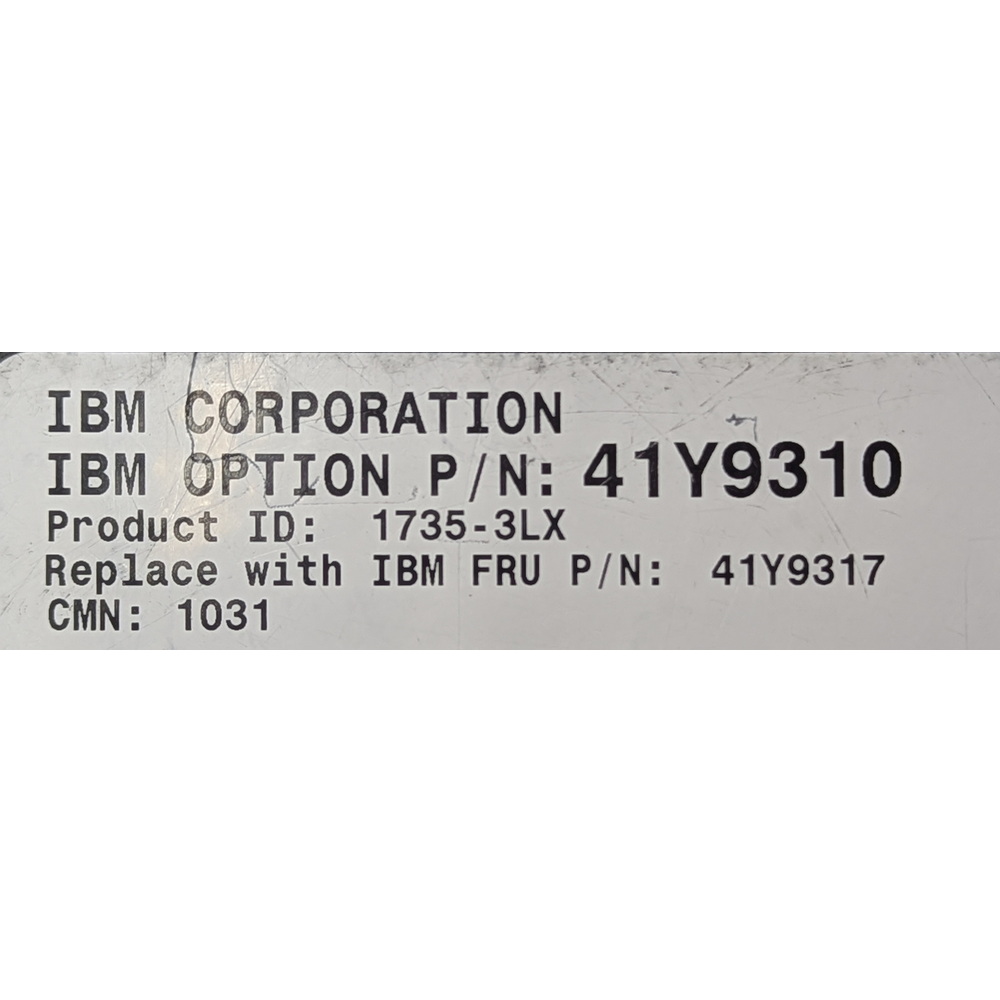 IBM CORPORATION
IBM OPTION P/N: 41Y9310
Product ID: 1735-3LX
Replace with IBM FRU P/N: 41Y9317
CMN: 1031